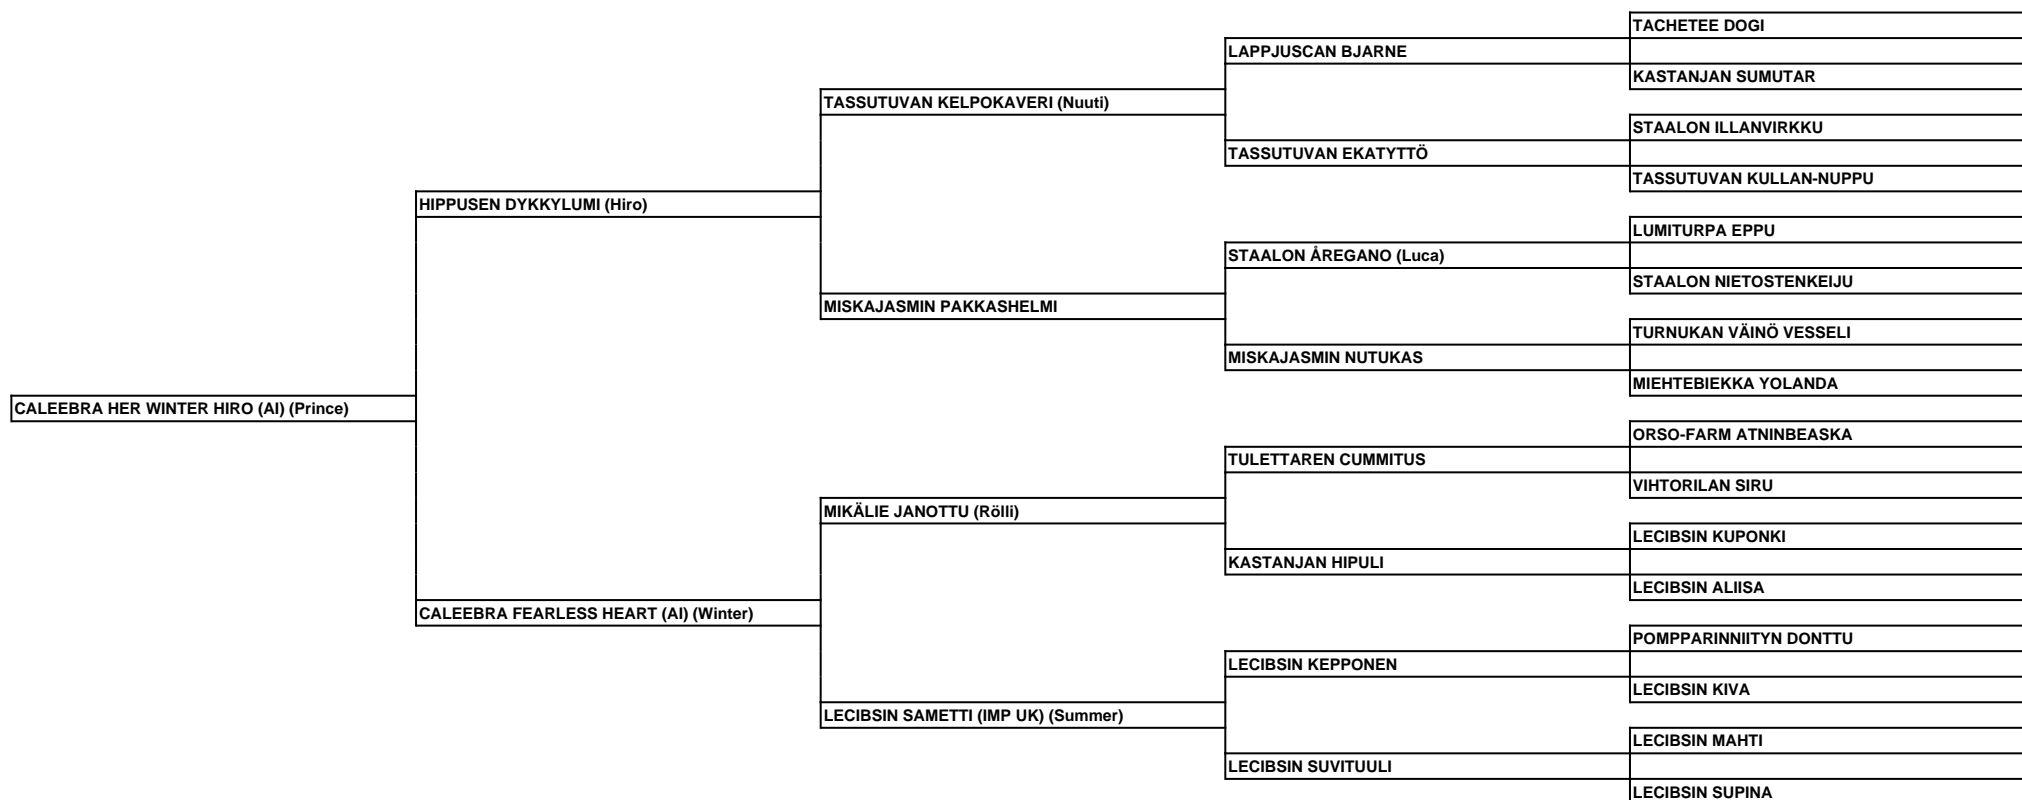 TACHETEE DOGI
LAPPJUSCAN BJARNE
KASTANJAN SUMUTAR
TASSUTUVAN KELPOKAVERI (Nuuti)
STAALON ILLANVIRKKU
TASSUTUVAN EKATYTTÖ
TASSUTUVAN KULLAN-NUPPU
HIPPUSEN DYKKYLUMI (Hiro)
LUMITURPA EPPU
STAALON ÅREGANO (Luca)
STAALON NIETOSTENKEIJU
MISKAJASMIN PAKKASHELMI
TURNUKAN VÄINÖ VESSELI
MISKAJASMIN NUTUKAS
MIEHTEBIEKKA YOLANDA
CALEEBRA HER WINTER HIRO (AI) (Prince)
ORSO-FARM ATNINBEASKA
TULETTAREN CUMMITUS
VIHTORILAN SIRU
MIKÄLIE JANOTTU (Rölli)
LECIBSIN KUPONKI
KASTANJAN HIPULI
LECIBSIN ALIISA
CALEEBRA FEARLESS HEART (AI) (Winter)
POMPPARINNIITYN DONTTU
LECIBSIN KEPPONEN
LECIBSIN KIVA
LECIBSIN SAMETTI (IMP UK) (Summer)
LECIBSIN MAHTI
LECIBSIN SUVITUULI
LECIBSIN SUPINA